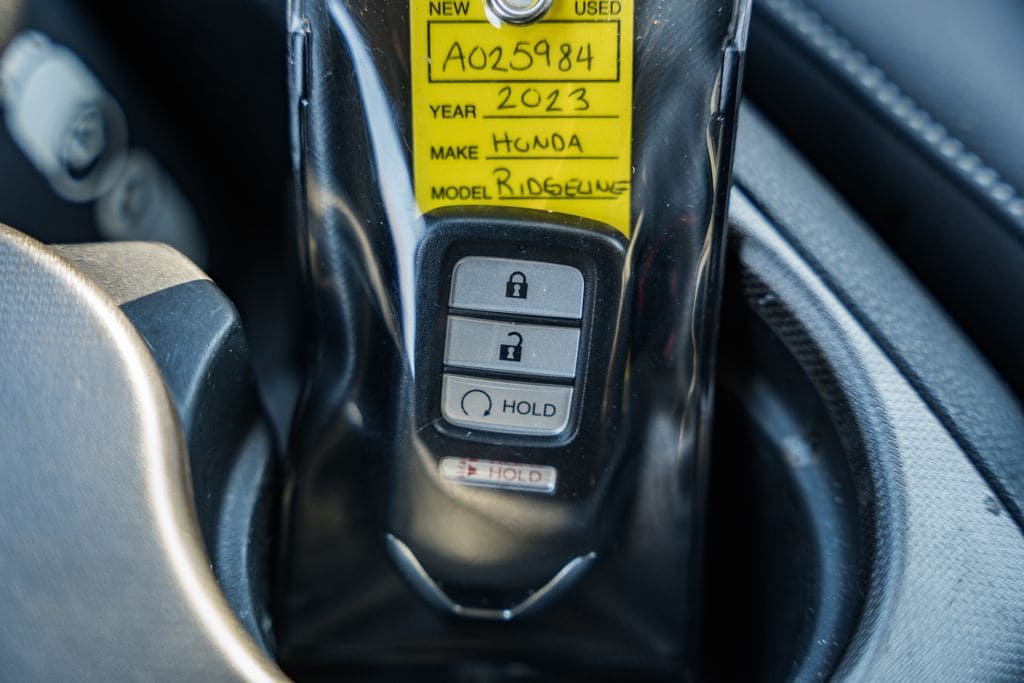 NEW USED
A025984
YEAR 2023
MAKE HONDA
MODEL RIDGELINE
HOLD
HOLD